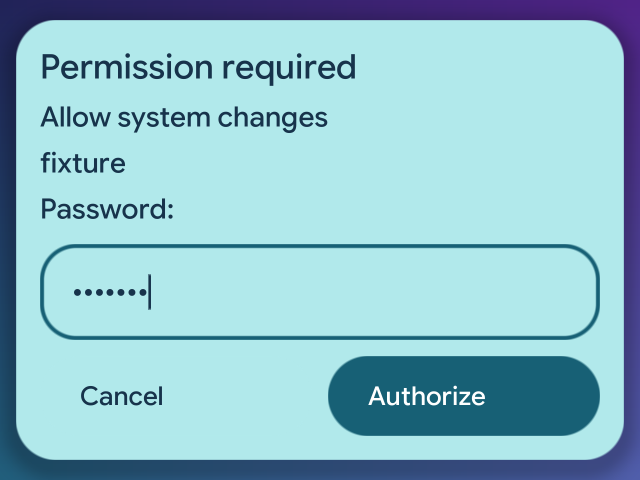 Permission required
Allow system changes
fixture
Password:
•••••••
Cancel
Authorize